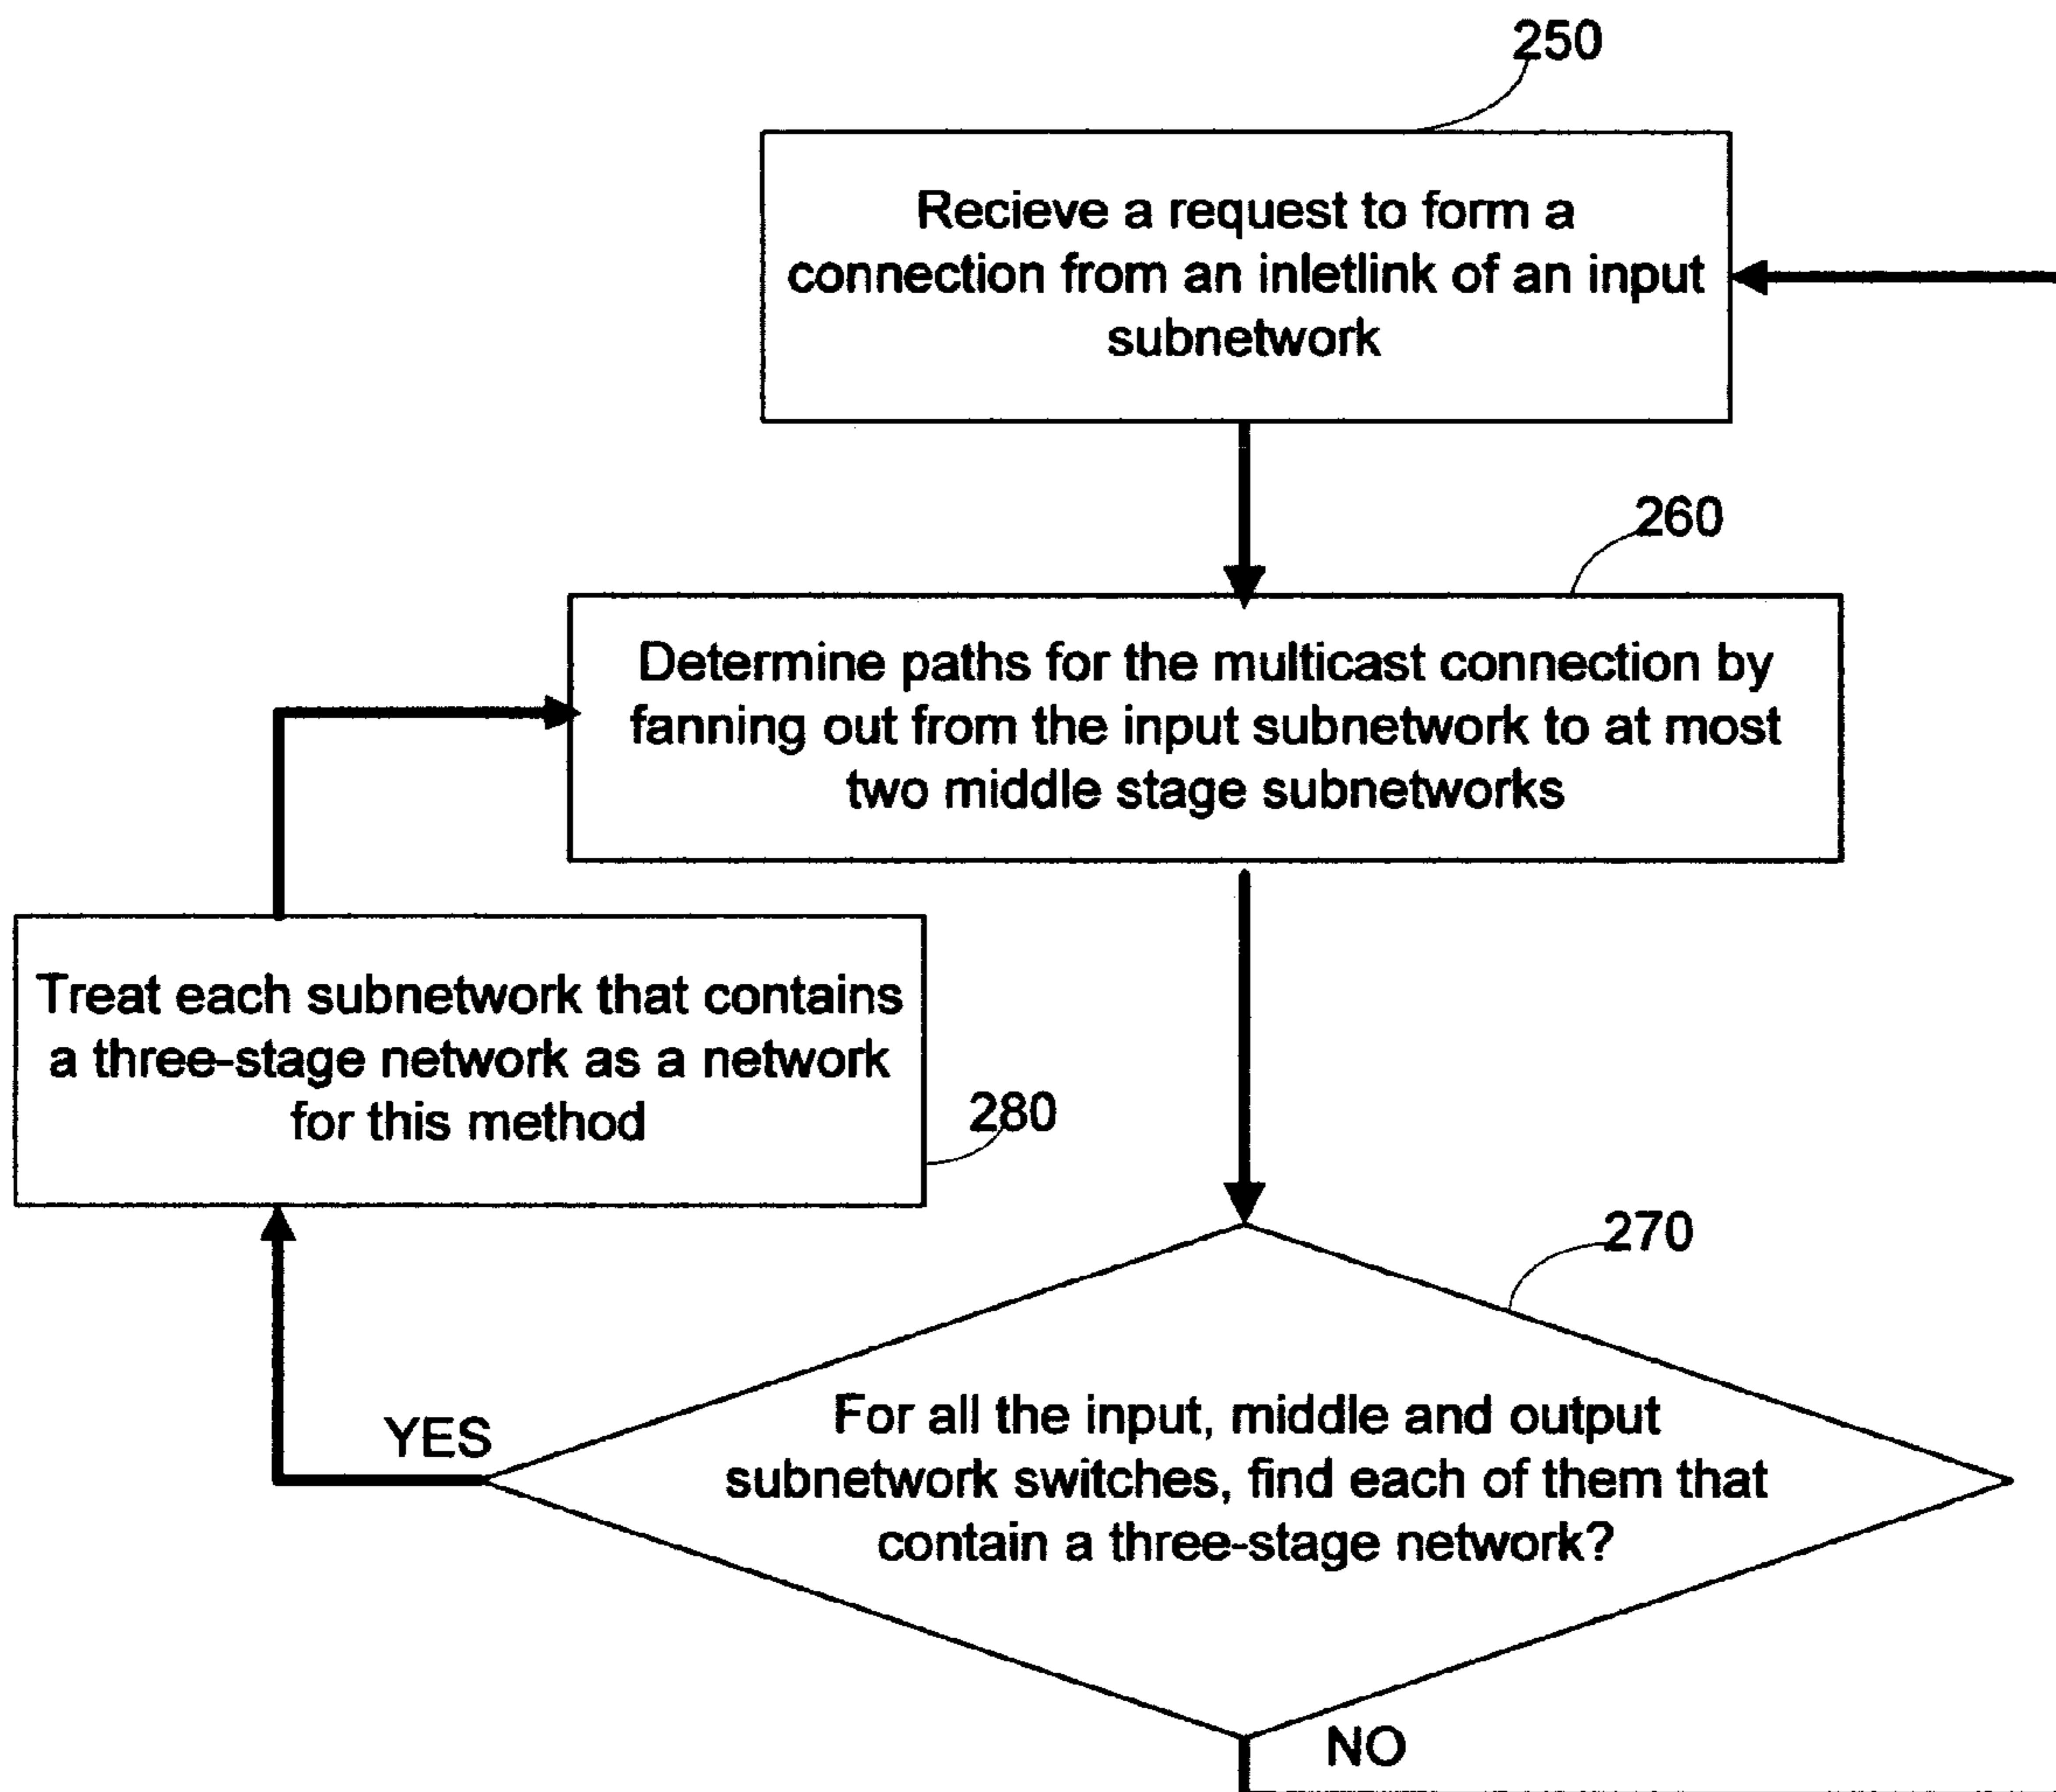 250
Recieve a request to form a
connection from an inletlink of an input
subnetwork
260
Determine paths for the multicast connection by
fanning out from the input subnetwork to at most
two middle stage subnetworks
Treat each subnetwork that contains
a three-stage network as a network
for this method
280
270
For all the input, middle and output
subnetwork switches, find each of them that
contain a three-stage network?
YES
NO